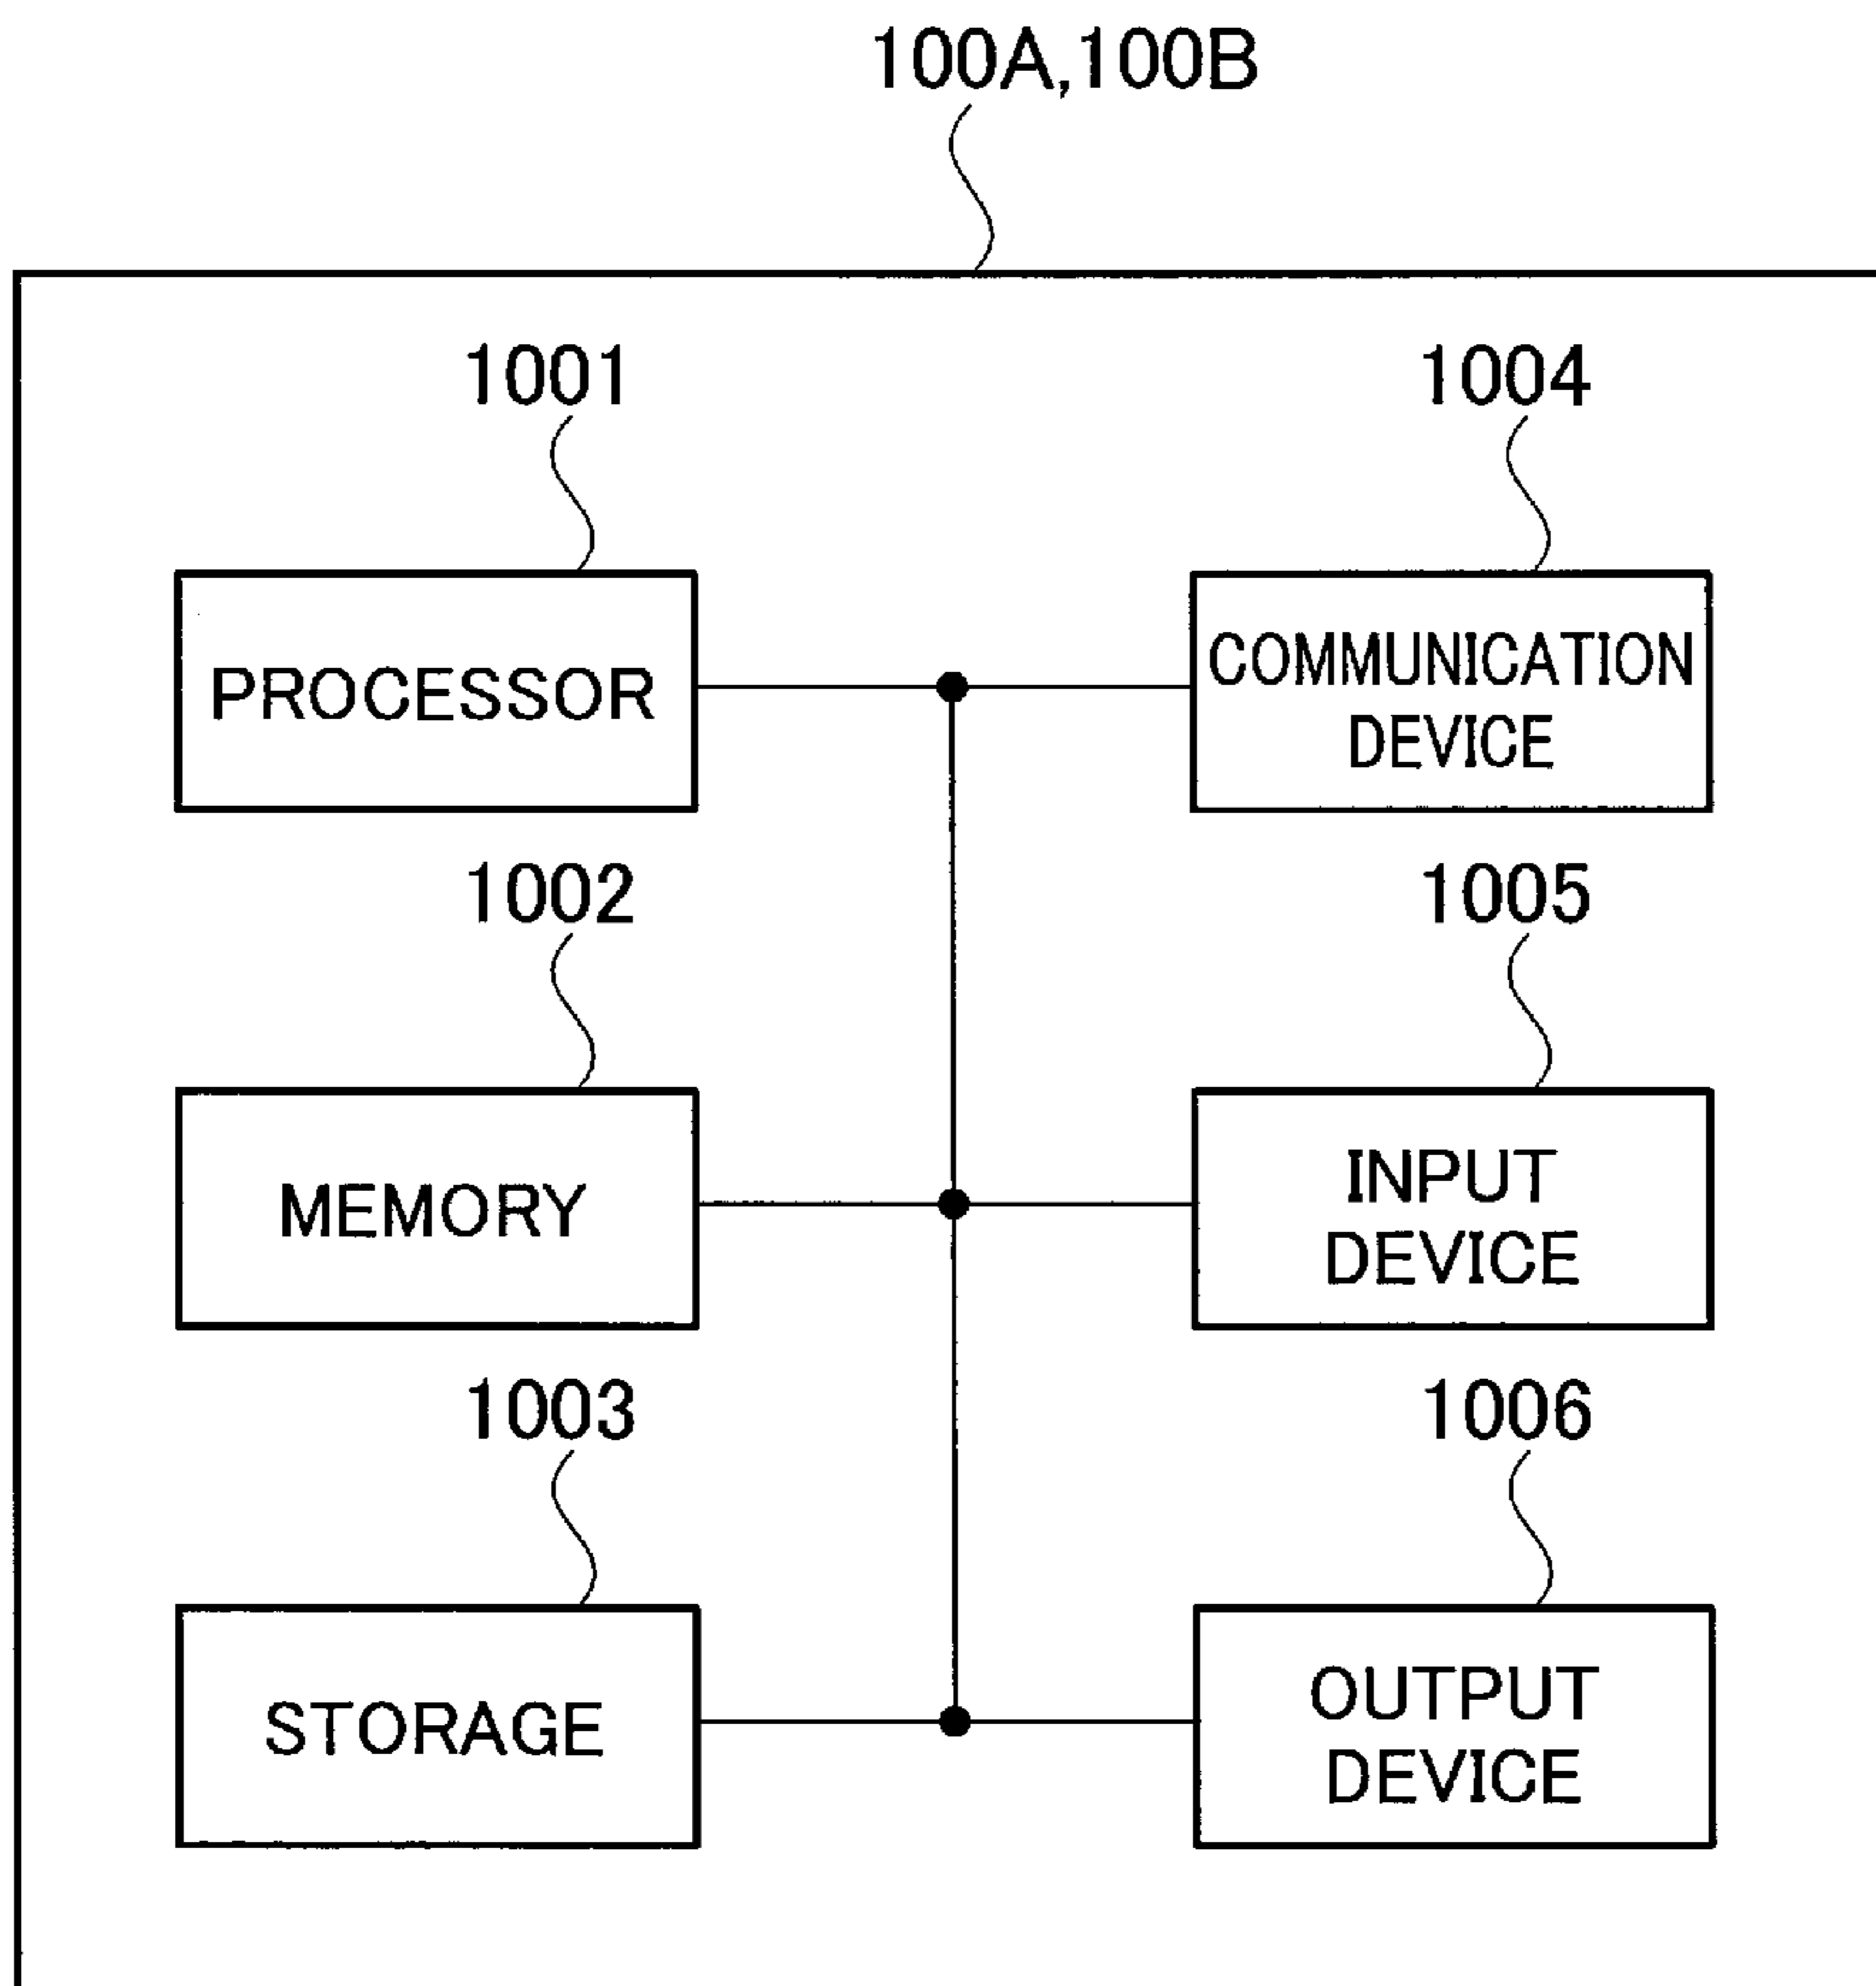 100A,100B
1001
1004
PROCESSOR
COMMUNICATION
DEVICE
1002
1005
MEMORY
INPUT
DEVICE
1003
1006
STORAGE
OUTPUT
DEVICE